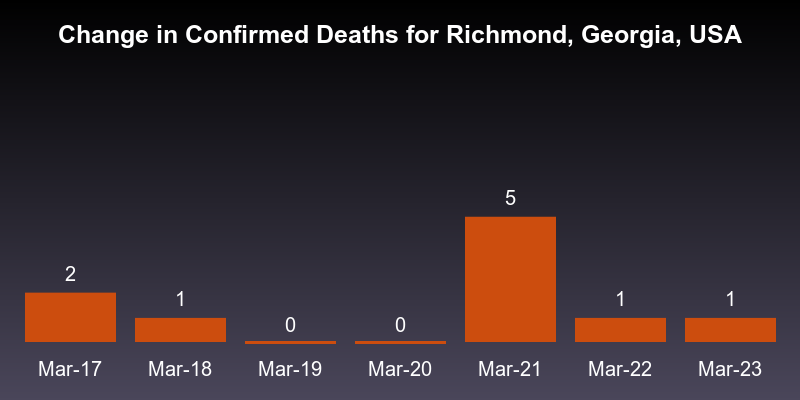 Change in Confirmed Deaths for Richmond, Georgia, USA
2
1
0
0
5
1
1
Mar-17
Mar-18
Mar-19
Mar-20
Mar-21
Mar-22
Mar-23